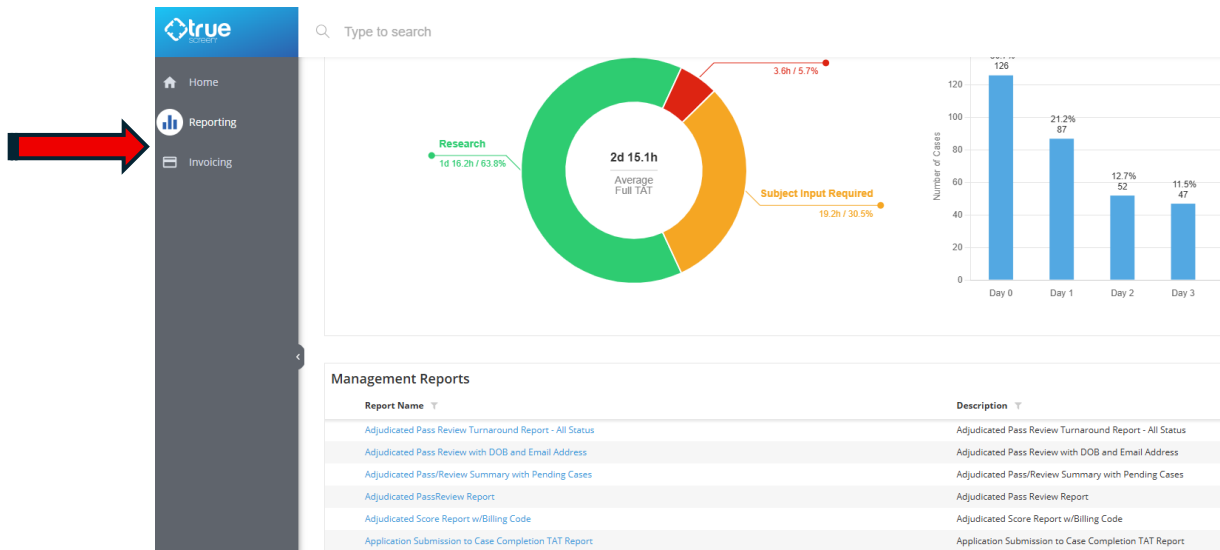 true
screen
Type to search
Home
Reporting
Invoicing
3.6h / 5.7%
Research
1d 16.2h / 63.8%
2d 15.1h
Average
Full TAT
Subject Input Required
19.2h / 30.5%
Number of Cases
120
100
80
60
40
20
0
126
21.2%
87
12.7%
52
11.5%
47
Day 0
Day 1
Day 2
Day 3
Management Reports
Report Name
Description
Adjudicated Pass Review Turnaround Report - All Status
Adjudicated Pass Review Turnaround Report - All Status
Adjudicated Pass Review with DOB and Email Address
Adjudicated Pass Review with DOB and Email Address
Adjudicated Pass/Review Summary with Pending Cases
Adjudicated Pass/Review Summary with Pending Cases
Adjudicated PassReview Report
Adjudicated Pass Review Report
Adjudicated Score Report w/Billing Code
Adjudicated Score Report w/Billing Code
Application Submission to Case Completion TAT Report
Application Submission to Case Completion TAT Report